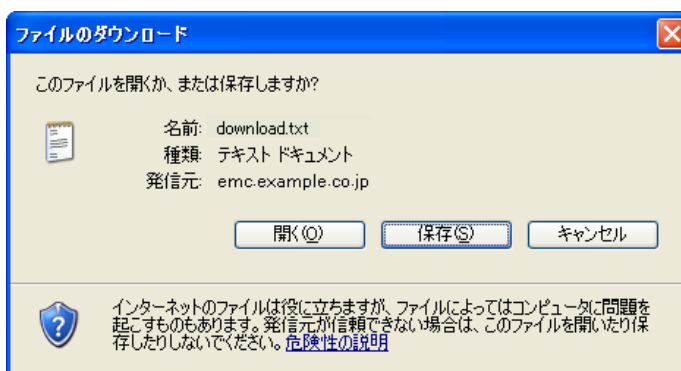 ファイルのダウンロード
このファイルを開くか、または保存しますか?
名前: download.txt
種類: テキスト ドキュメント
発信元: emc.example.co.jp
開く(O) 保存(S) キャンセル
インターネットのファイルは役に立ちますが、ファイルによってはコンピュータに問題を
起こすものもあります。発信元が信頼できない場合は、このファイルを開いたり保
存したりしないでください。危険性の説明